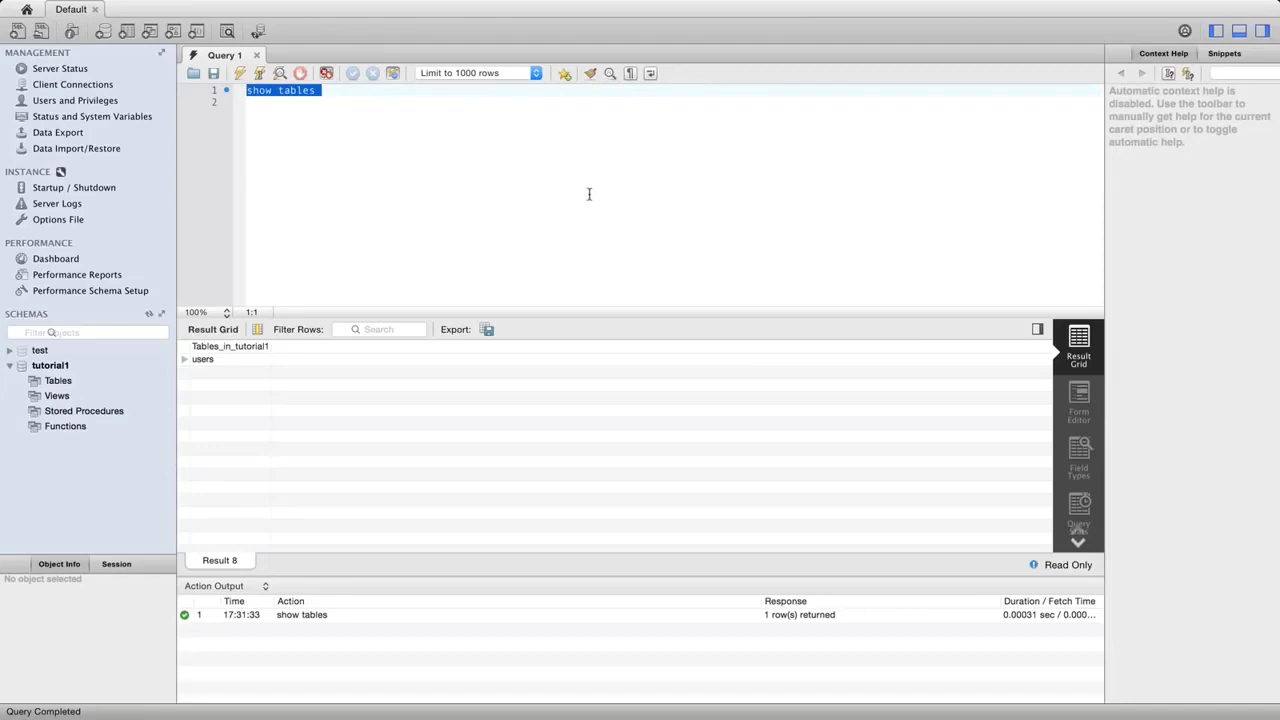 Default
MANAGEMENT
Server Status
Client Connections
Users and Privileges
Status and System Variables
Data Export
Data Import/Restore
INSTANCE
Startup / Shutdown
Server Logs
Options File
PERFORMANCE
Dashboard
Performance Reports
Performance Schema Setup
SCHEMAS
Filter objects
test
tutorial1
Tables
Views
Stored Procedures
Functions
Object Info Session
No object selected
Query 1
Limit to 1000 rows
1 show tables
2
100% 1:1
Result Grid Filter Rows: Search Export:
Tables_in_tutorial1
users
Result Grid
Form Editor
Field Types
Query Stats
Result 8
Read Only
Action Output
Time Action Response Duration / Fetch Time
1 17:31:33 show tables 1 row(s) returned 0.00031 sec / 0.000...
Context Help Snippets
Automatic context help is
disabled. Use the toolbar to
manually get help for the current
caret position or to toggle
automatic help.
Query Completed